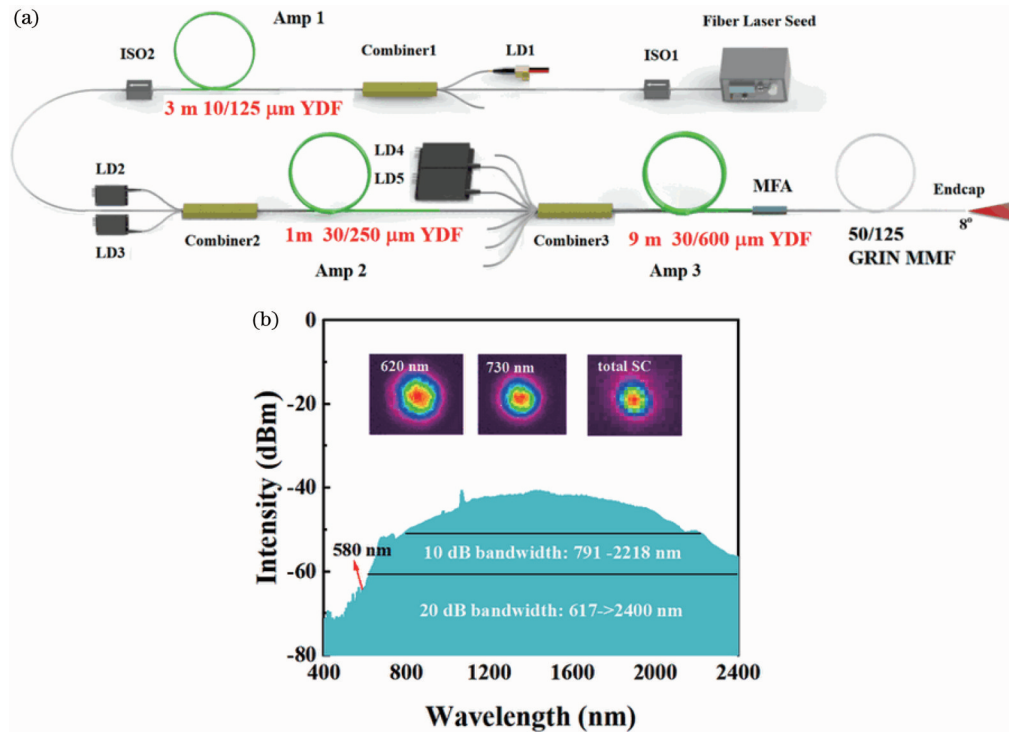 (a)
Amp 1
Fiber Laser Seed
ISO2
Combiner1
LD1
ISO1
3 m 10/125 μm YDF
LD2
LD4
LD5
MFA
Endcap
8°
LD3
Combiner2
1m 30/250 μm YDF
Combiner3
9 m 30/600 μm YDF
50/125
GRIN MMF
Amp 2
Amp 3
(b)
0
-20
-40
-60
-80
Intensity (dBm)
620 nm
730 nm
total SC
580 nm
10 dB bandwidth: 791 -2218 nm
20 dB bandwidth: 617->2400 nm
400
800
1200
1600
2000
2400
Wavelength (nm)